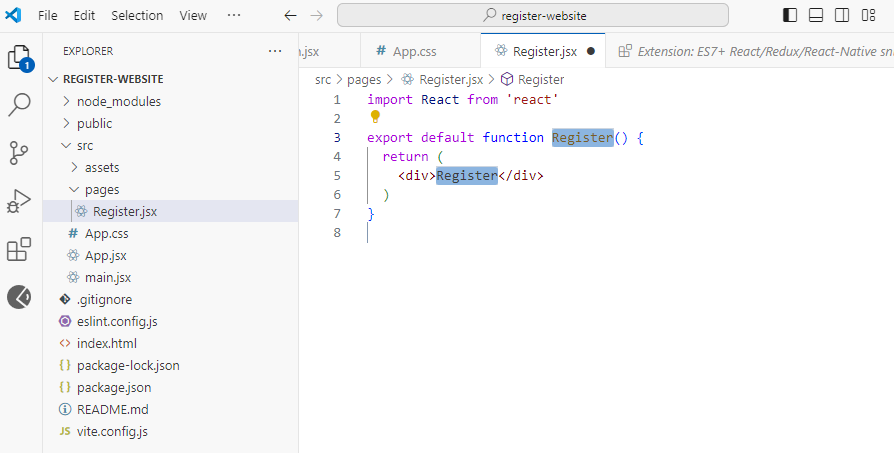 File Edit Selection ··· register-website
EXPLORER ···
.jsx # App.css Register.jsx ● Extension: ES7+ React/Redux/React-Native sn
1
REGISTER-WEBSITE
node_modules
public
src
assets
pages
Register.jsx
# App.css
App.jsx
main.jsx
.gitignore
eslint.config.js
<> index.html
{ } package-lock.json
{ } package.json
README.md
JS vite.config.js
src > pages > Register.jsx > Register
1 import React from 'react'
2
3 export default function Register() {
4 return (
5 <div>Register</div>
6 )
7 }
8